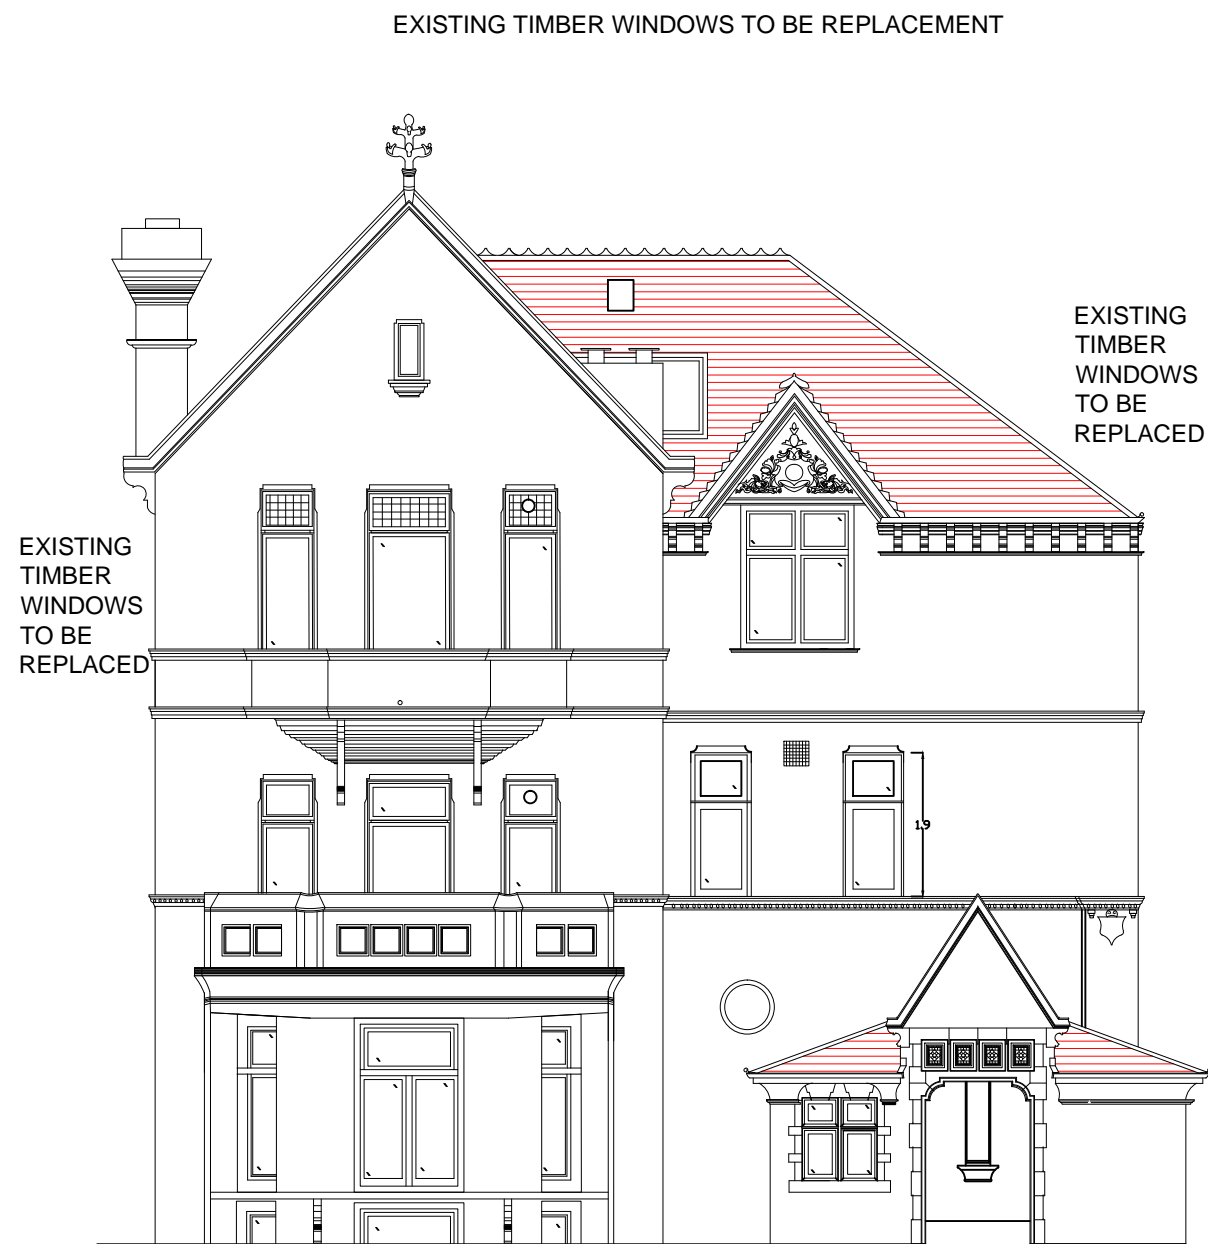 EXISTING TIMBER WINDOWS TO BE REPLACEMENT
EXISTING
TIMBER
WINDOWS
TO BE
REPLACED
EXISTING
TIMBER
WINDOWS
TO BE
REPLACED
1.9